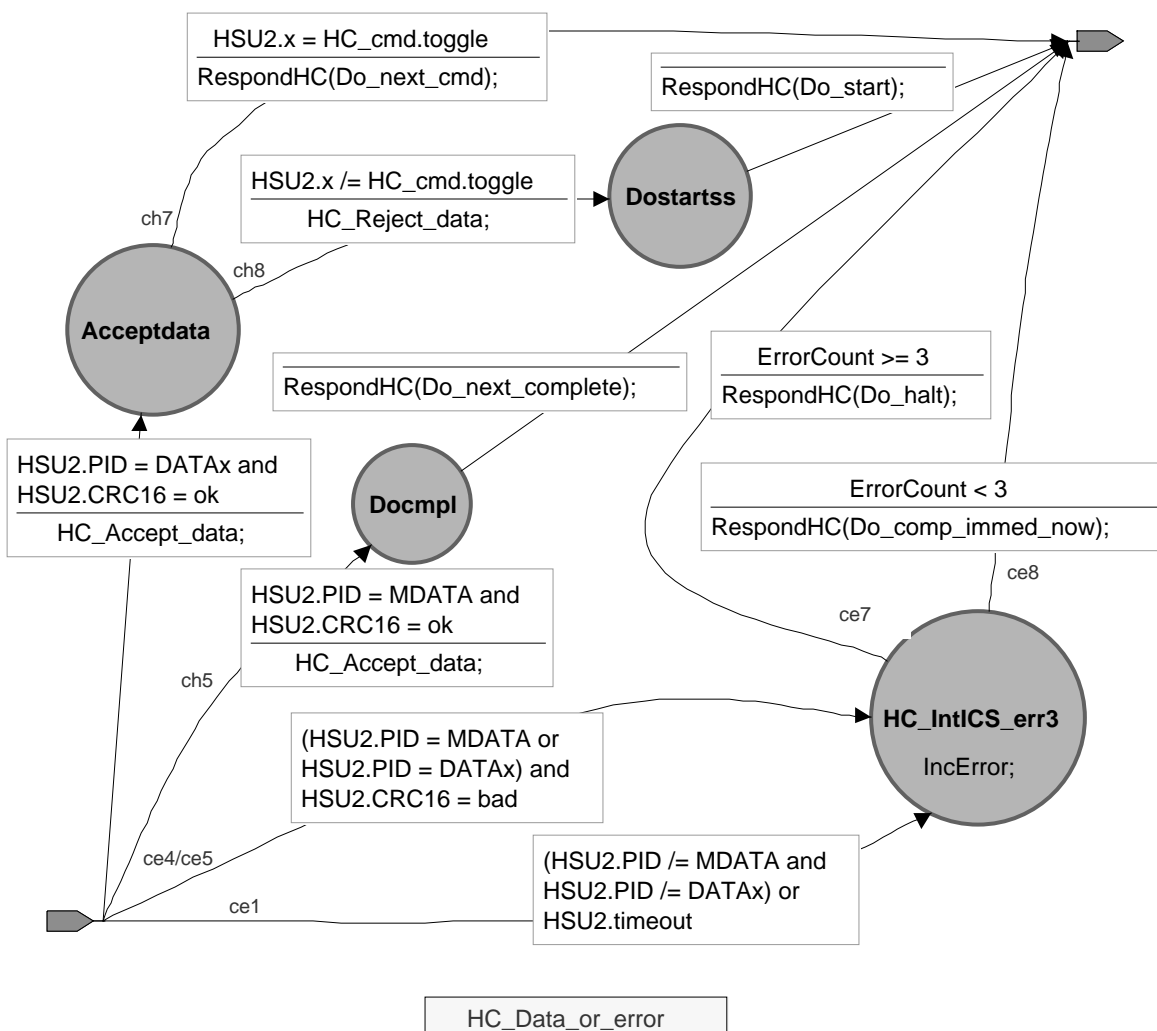 HSU2.x = HC_cmd.toggle
RespondHC(Do_next_cmd);
RespondHC(Do_start);
HSU2.x /= HC_cmd.toggle
HC_Reject_data;
Dostartss
ch7
ch8
Acceptdata
RespondHC(Do_next_complete);
ErrorCount >= 3
RespondHC(Do_halt);
HSU2.PID = DATAx and
HSU2.CRC16 = ok
HC_Accept_data;
Docmpl
ErrorCount < 3
RespondHC(Do_comp_immed_now);
HSU2.PID = MDATA and
HSU2.CRC16 = ok
HC_Accept_data;
ce8
ce7
ch5
HC_IntICS_err3
IncError;
(HSU2.PID = MDATA or
HSU2.PID = DATAx) and
HSU2.CRC16 = bad
ce4/ce5
(HSU2.PID /= MDATA and
HSU2.PID /= DATAx) or
HSU2.timeout
ce1
HC_Data_or_error